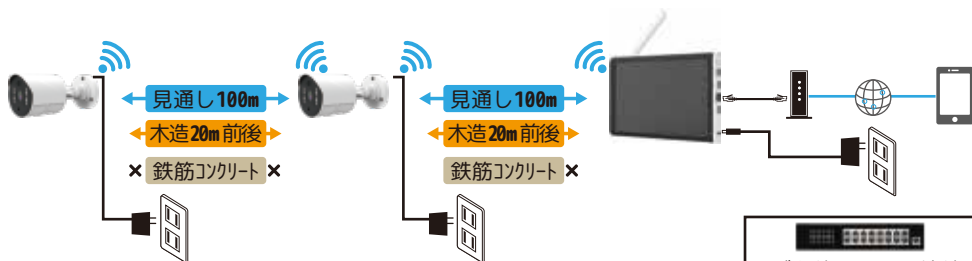 見通し100m
見通し100m
木造20m前後
木造20m前後
× 鉄筋コンクリート ×
鉄筋コンクリート ×